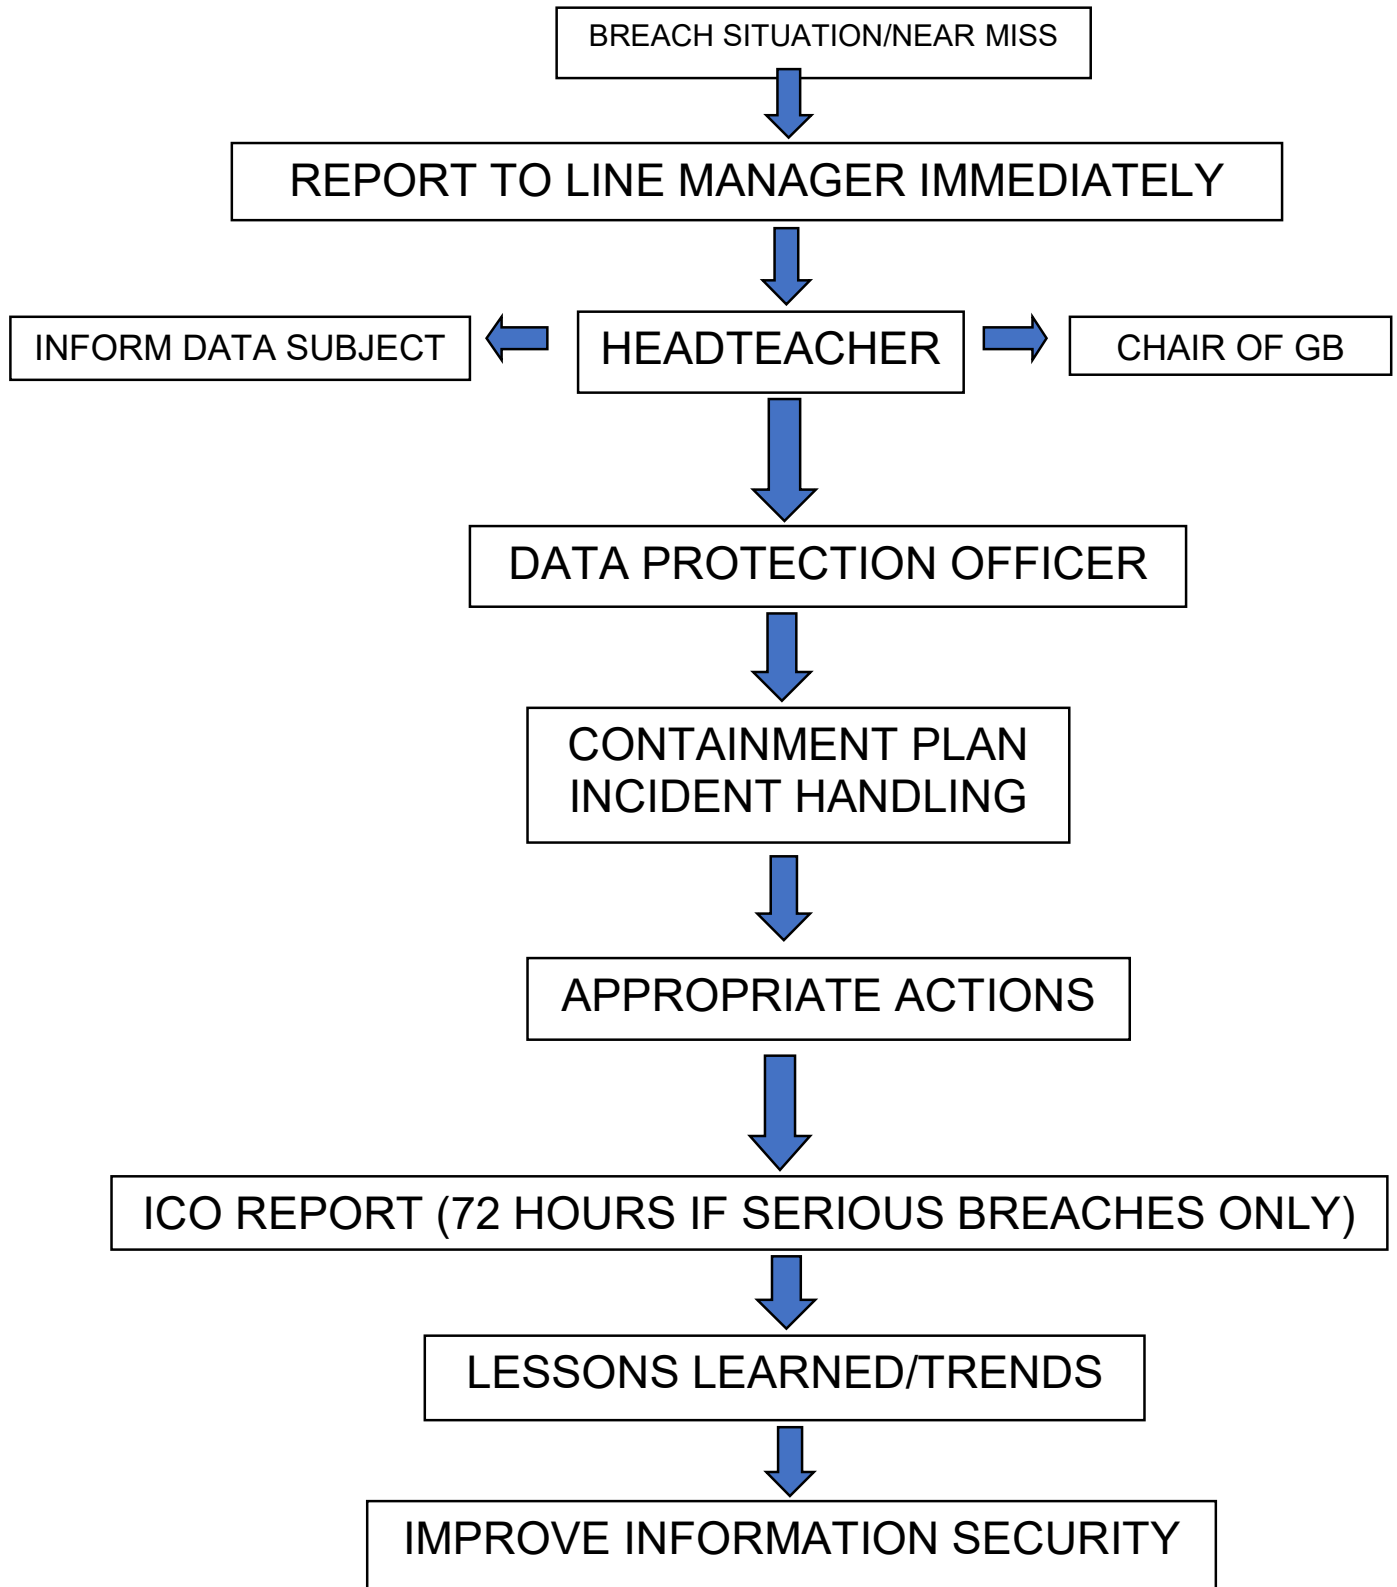 BREACH SITUATION/NEAR MISS
REPORT TO LINE MANAGER IMMEDIATELY
INFORM DATA SUBJECT
HEADTEACHER
CHAIR OF GB
DATA PROTECTION OFFICER
CONTAINMENT PLAN
INCIDENT HANDLING
APPROPRIATE ACTIONS
ICO REPORT (72 HOURS IF SERIOUS BREACHES ONLY)
LESSONS LEARNED/TRENDS
IMPROVE INFORMATION SECURITY